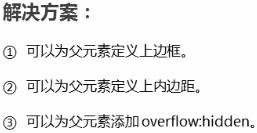 解决方案：
① 可以为父元素定义上边框。
② 可以为父元素定义上内边距。
③ 可以为父元素添加overflow:hidden。